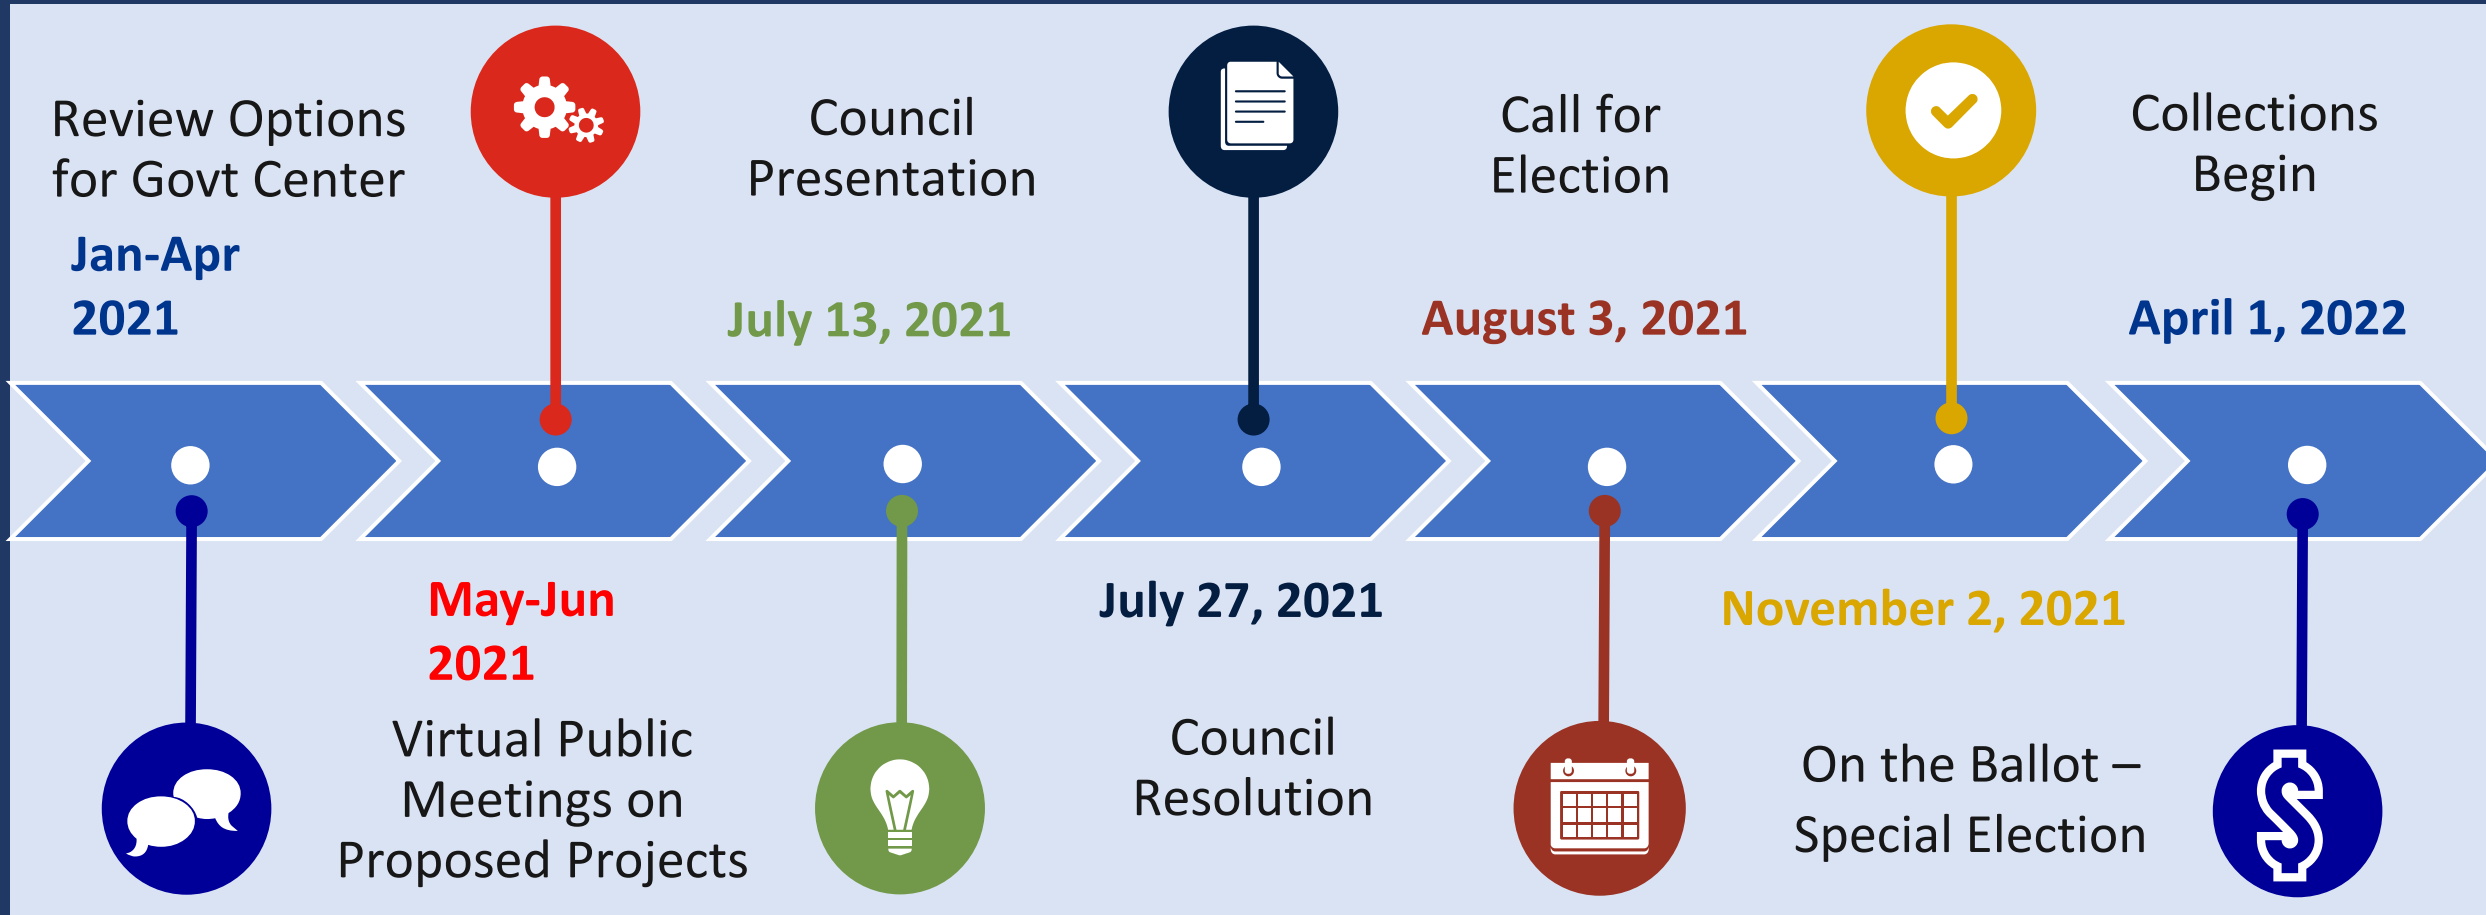 Review Options
for Govt Center
Jan-Apr
2021
May-Jun
2021
Virtual Public
Meetings on
Proposed Projects
Council
Presentation
July 13, 2021
July 27, 2021
Council
Resolution
Call for
Election
August 3, 2021
November 2, 2021
On the Ballot –
Special Election
Collections
Begin
April 1, 2022